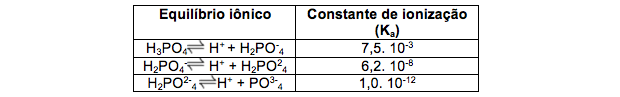 Equilíbrio iônico Constante de ionização (Kₐ)
H₃PO₄ ⇌ H⁺ + H₂PO⁻₄ 7,5. 10⁻³
H₂PO₄⁻ ⇌ H⁺ + H₂PO²₄ 6,2. 10⁻⁸
H₂PO²⁻₄ ⇌ H⁺ + PO³⁻₄ 1,0. 10⁻¹²